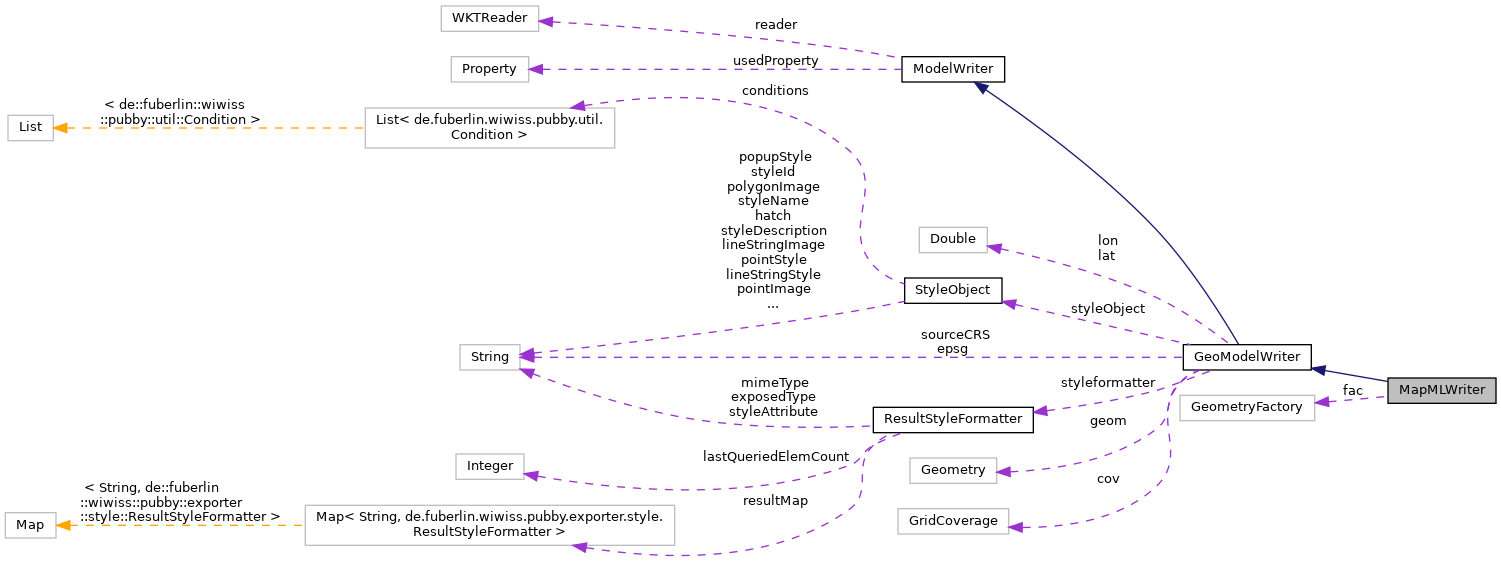 WKTReader
reader
Property
usedProperty
ModelWriter
conditions
< de::fuberlin::wiwiss
::pubby::util::Condition >
List
List< de.fuberlin.wiwiss.pubby.util.
Condition >
popupStyle
styleId
polygonImage
styleName
hatch
styleDescription
lineStringImage
pointStyle
lineStringStyle
pointImage
...
Double
lon
lat
StyleObject
styleObject
String
sourceCRS
epsg
GeoModelWriter
mimeType
exposedType
styleAttribute
styleformatter
MapMLWriter
fac
GeometryFactory
ResultStyleFormatter
geom
Integer
lastQueriedElemCount
Geometry
cov
< String, de::fuberlin
::wiwiss::pubby::exporter
::style::ResultStyleFormatter >
Map
Map< String, de.fuberlin.wiwiss.pubby.exporter.style.
ResultStyleFormatter >
resultMap
GridCoverage